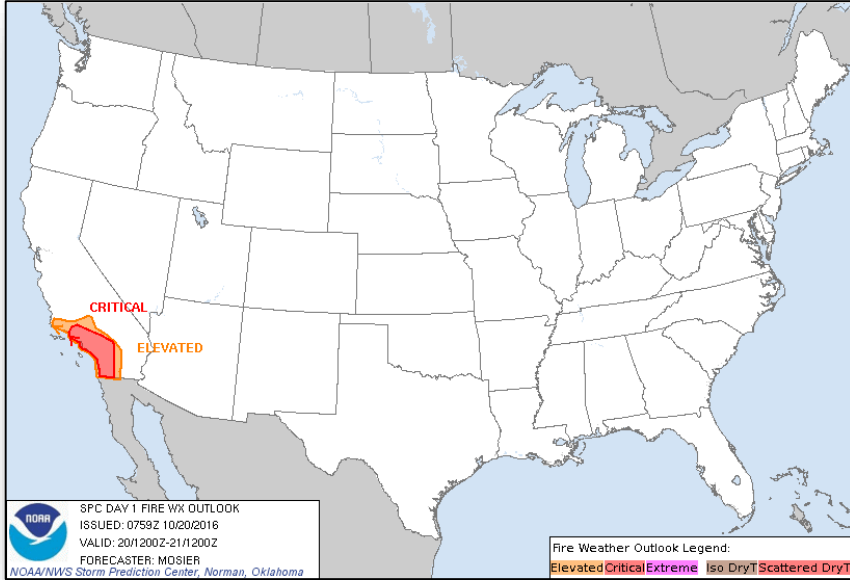 CRITICAL
ELEVATED
NOAA
SPC DAY 1 FIRE WX OUTLOOK
ISSUED: 0759Z 10/20/2016
VALID: 20/1200Z-21/1200Z
FORECASTER: MOSIER
NOAA/NWS Storm Prediction Center, Norman, Oklahoma
Fire Weather Outlook Legend:
Elevated Critical Extreme Iso DryT Scattered DryT